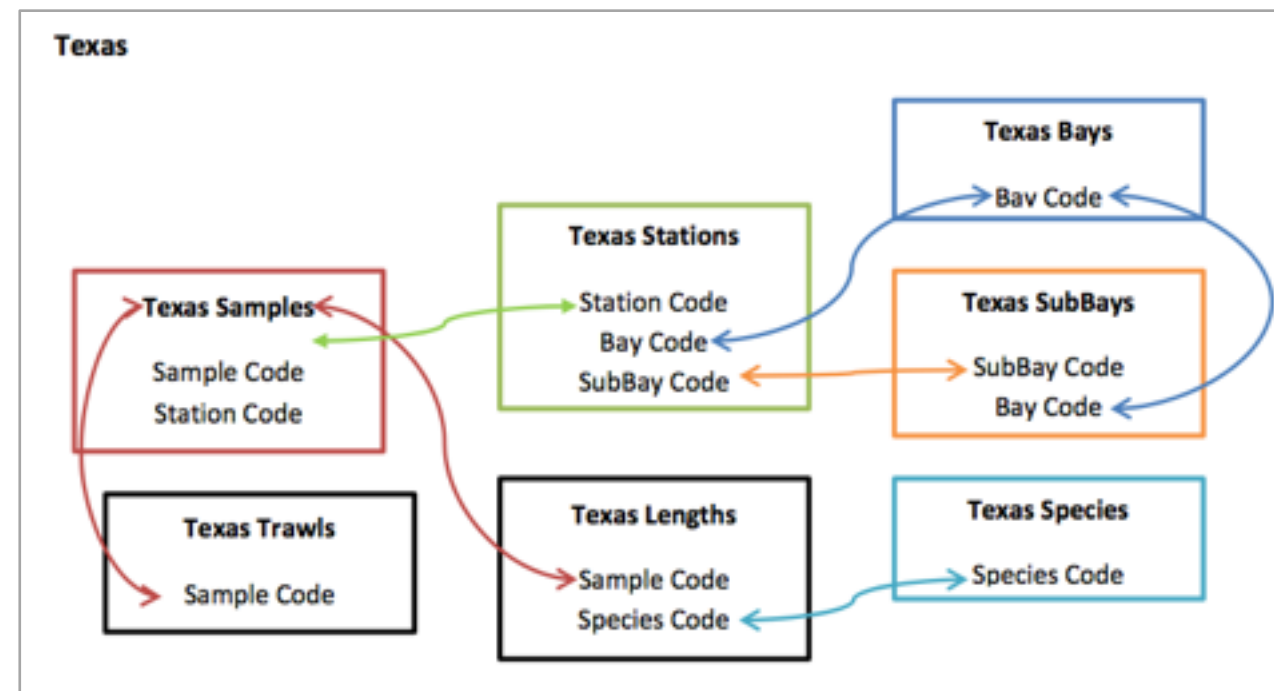 Texas
Texas Bays
Bav Code
Texas Stations
Station Code
Bay Code
SubBay Code
Texas Samples
Sample Code
Station Code
Texas SubBays
SubBay Code
Bay Code
Texas Trawls
Sample Code
Texas Lengths
Sample Code
Species Code
Texas Species
Species Code